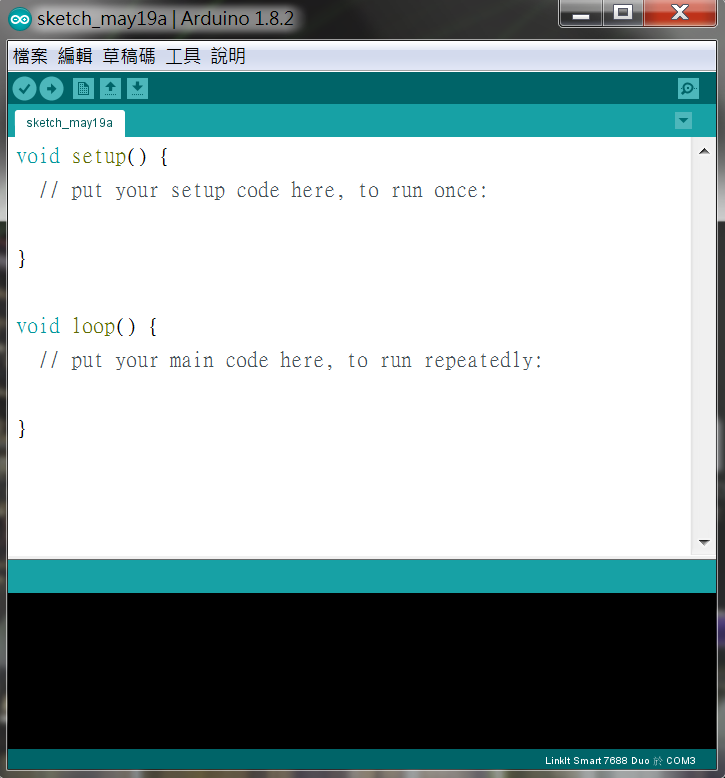 sketch_may19a | Arduino 1.8.2
檔案 編輯 草稿碼 工具 說明
sketch_may19a
void setup() {
  // put your setup code here, to run once:
}
void loop() {
  // put your main code here, to run repeatedly:
}
LinkIt Smart 7688 Duo 於 COM3